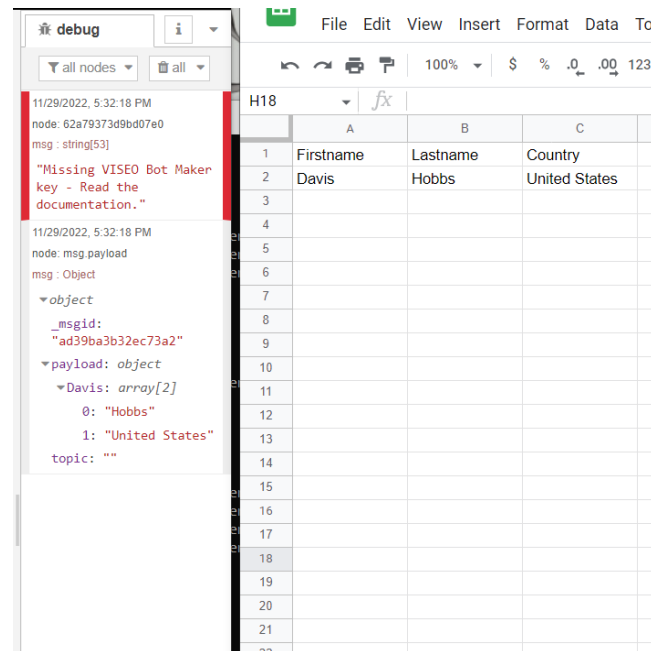 debug
i
all nodes
all
11/29/2022, 5:32:18 PM
node: 62a79373d9bd07e0
msg : string[53]
"Missing VISEO Bot Maker
key - Read the
documentation."
11/29/2022, 5:32:18 PM
node: msg.payload
msg : Object
object
_msgid:
"ad39ba3b32ec73a2"
payload: object
Davis: array[2]
0: "Hobbs"
1: "United States"
topic: ""
File Edit View Insert Format Data To
100% $ % .0 .00 123
H18 fx
A B C
1 Firstname Lastname Country
2 Davis Hobbs United States
3
4
5
6
7
8
9
10
11
12
13
14
15
16
17
18
19
20
21